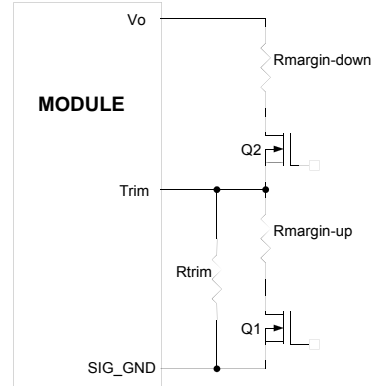 Vo
Rmargin-down
MODULE
Q2
Trim
Rmargin-up
Rtrim
Q1
SIG_GND